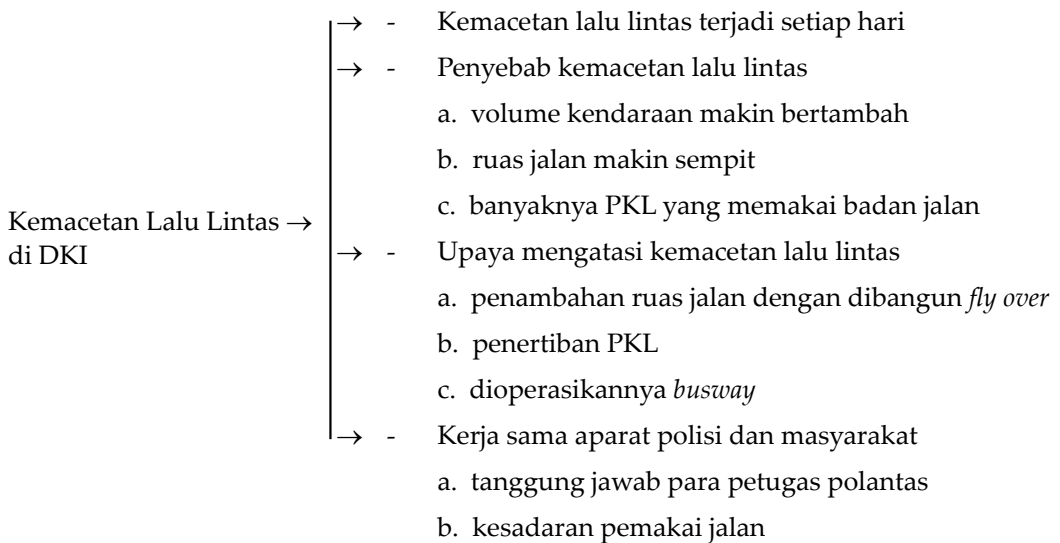 Kemacetan Lalu Lintas →
di DKI
→ - Kemacetan lalu lintas terjadi setiap hari
→ - Penyebab kemacetan lalu lintas
a. volume kendaraan makin bertambah
b. ruas jalan makin sempit
c. banyaknya PKL yang memakai badan jalan
→ - Upaya mengatasi kemacetan lalu lintas
a. penambahan ruas jalan dengan dibangun fly over
b. penertiban PKL
c. dioperasikannya busway
→ - Kerja sama aparat polisi dan masyarakat
a. tanggung jawab para petugas polantas
b. kesadaran pemakai jalan